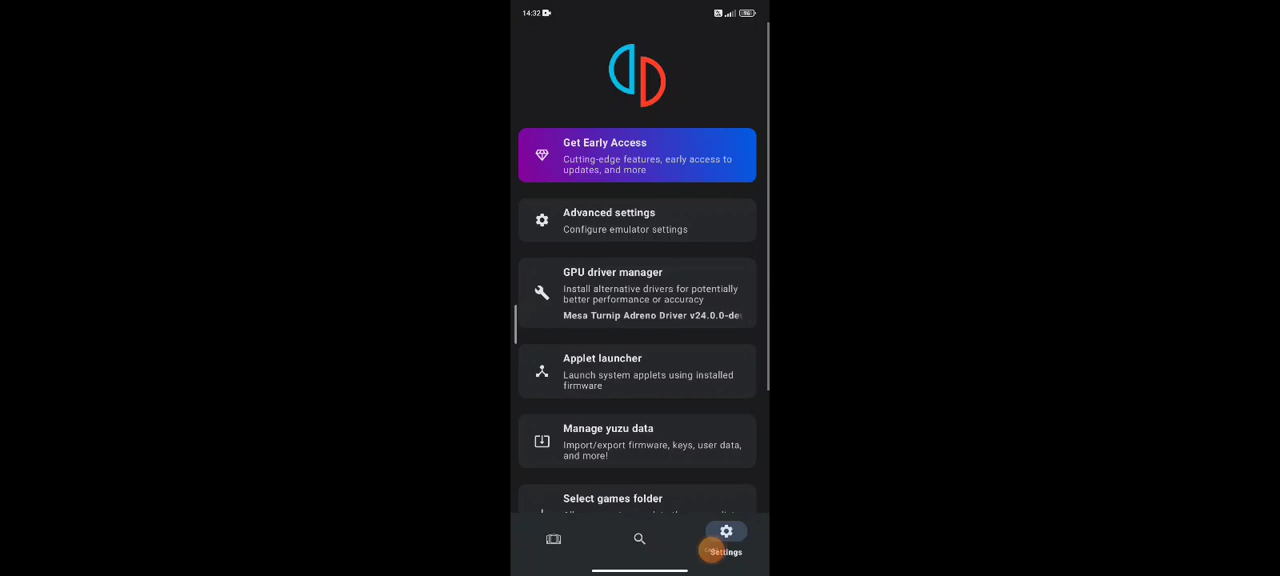 14:32
Get Early Access
Cutting-edge features, early access to
updates, and more
Advanced settings
Configure emulator settings
GPU driver manager
Install alternative drivers for potentially
better performance or accuracy
Mesa Turnip Adreno Driver v24.0.0-de
Applet launcher
Launch system applets using installed
firmware
Manage yuzu data
Import/export firmware, keys, user data,
and more!
Select games folder
Settings